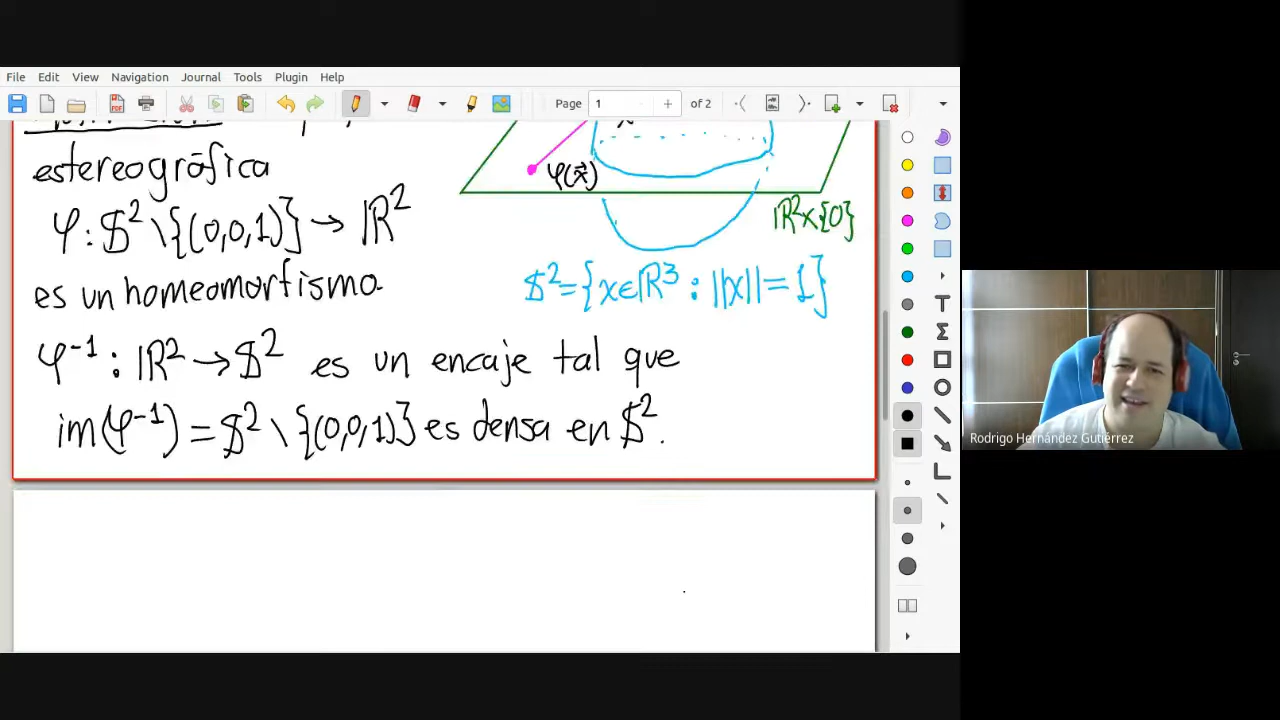 File Edit View Navigation Journal Tools Plugin Help
Page 1 of 2
estereográfica
φ(x⃗)
φ: 𝕊²\{(0,0,1)} → ℝ²
ℝ²x{0}
es un homeomorfismo
𝕊²={x∈ℝ³: ||x||=1}
φ⁻¹: ℝ² → 𝕊² es un encaje tal que
im(φ⁻¹) = 𝕊² \ {(0,0,1)} es densa en 𝕊².
Rodrigo Hernández Gutiérrez